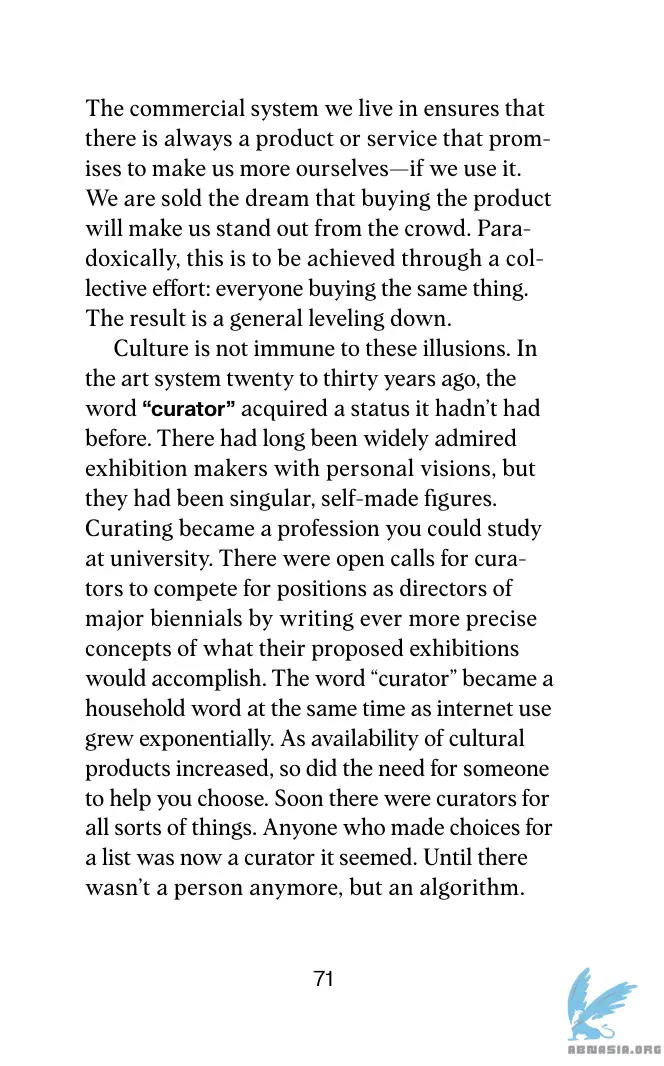 The commercial system we live in ensures that
there is always a product or service that prom-
ises to make us more ourselves—if we use it.
We are sold the dream that buying the product
will make us stand out from the crowd. Para-
doxically, this is to be achieved through a col-
lective effort: everyone buying the same thing.
The result is a general leveling down.
Culture is not immune to these illusions. In
the art system twenty to thirty years ago, the
word “curator” acquired a status it hadn’t had
before. There had long been widely admired
exhibition makers with personal visions, but
they had been singular, self-made figures.
Curating became a profession you could study
at university. There were open calls for cura-
tors to compete for positions as directors of
major biennials by writing ever more precise
concepts of what their proposed exhibitions
would accomplish. The word “curator” became a
household word at the same time as internet use
grew exponentially. As availability of cultural
products increased, so did the need for someone
to help you choose. Soon there were curators for
all sorts of things. Anyone who made choices for
a list was now a curator it seemed. Until there
wasn’t a person anymore, but an algorithm.
71
ABNASIA.ORG